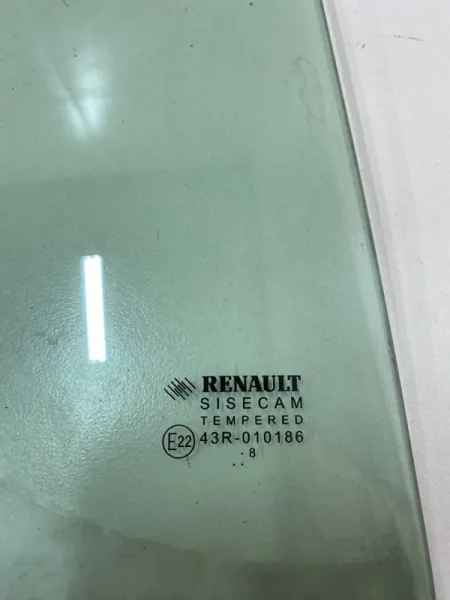 RENAULT
SISECAM
TEMPERED
E22 43R-010186
..8
..